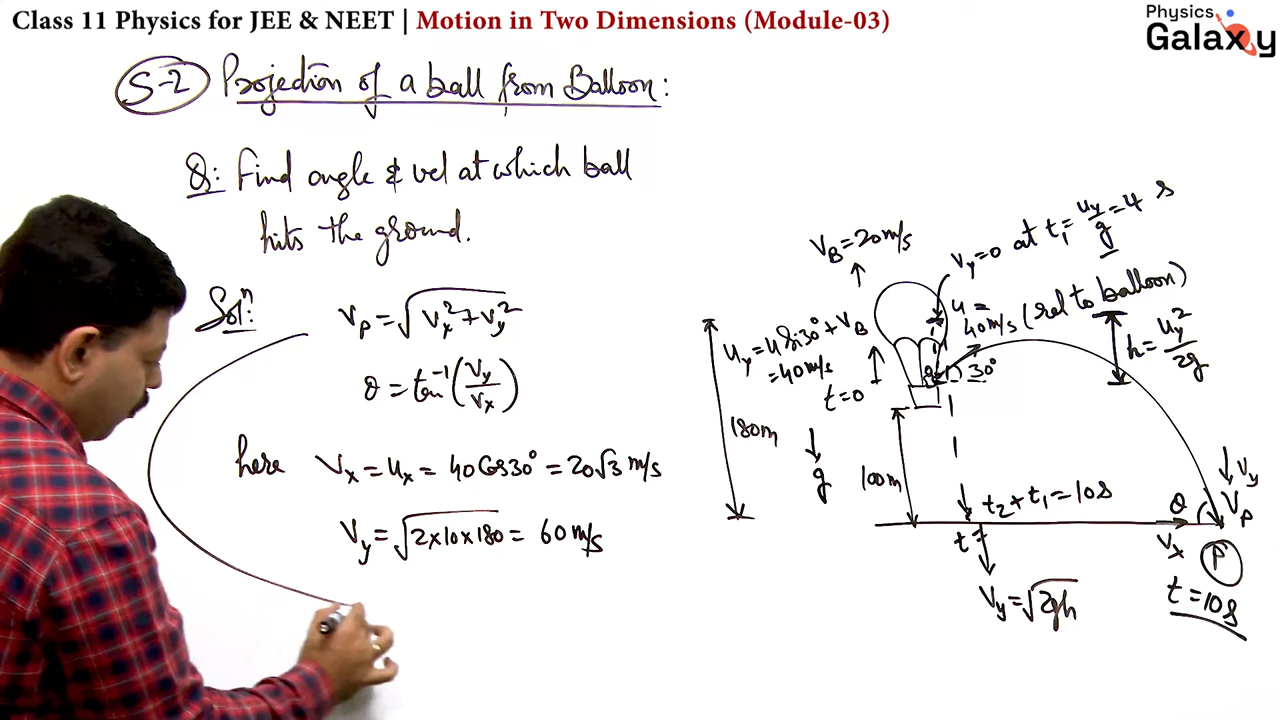 Class 11 Physics for JEE & NEET | Motion in Two Dimensions (Module-03)
Physics
Galaxy
S-2 Projection of a ball from Balloon:
Q: Find angle & vel at which ball
hits the ground.
Solⁿ:
Vp = √(Vx² + Vy²)
θ = tan⁻¹(Vy/Vx)
here Vx = ux = 40 Cos30° = 20√3 m/s
Vy = √(2×10×180) = 60 m/s
VB = 20 m/s
Vy = 0 at t₁ = uy/g = 4 s
u =
40 m/s (rel to balloon)
uy = u Sin30° + VB
= 40 m/s
t = 0
30°
h = uy²/2g
180m
g
100m
t₂ + t₁ = 10s
t =
Vy = √2gh
θ
Vx
Vy
Vp
P
t = 10s